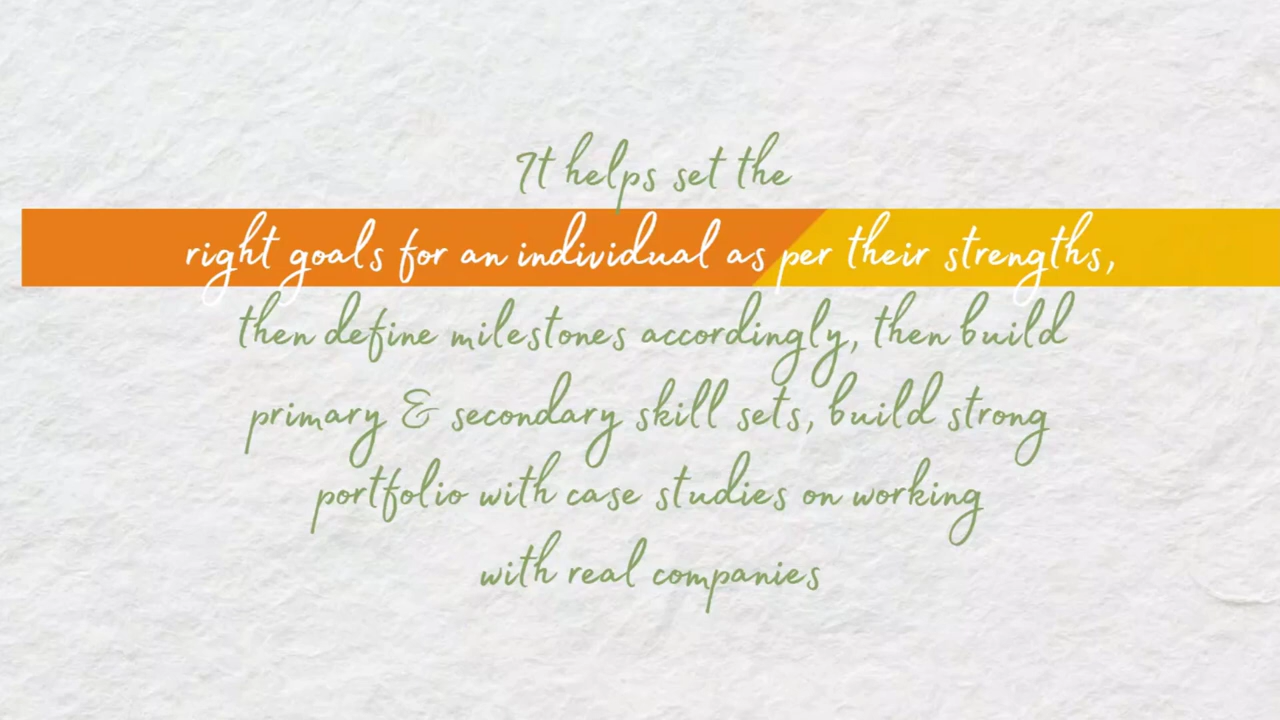 It helps set the
right goals for an individual as per their strengths,
then define milestones accordingly, then build
primary & secondary skill sets, build strong
portfolio with case studies on working
with real companies